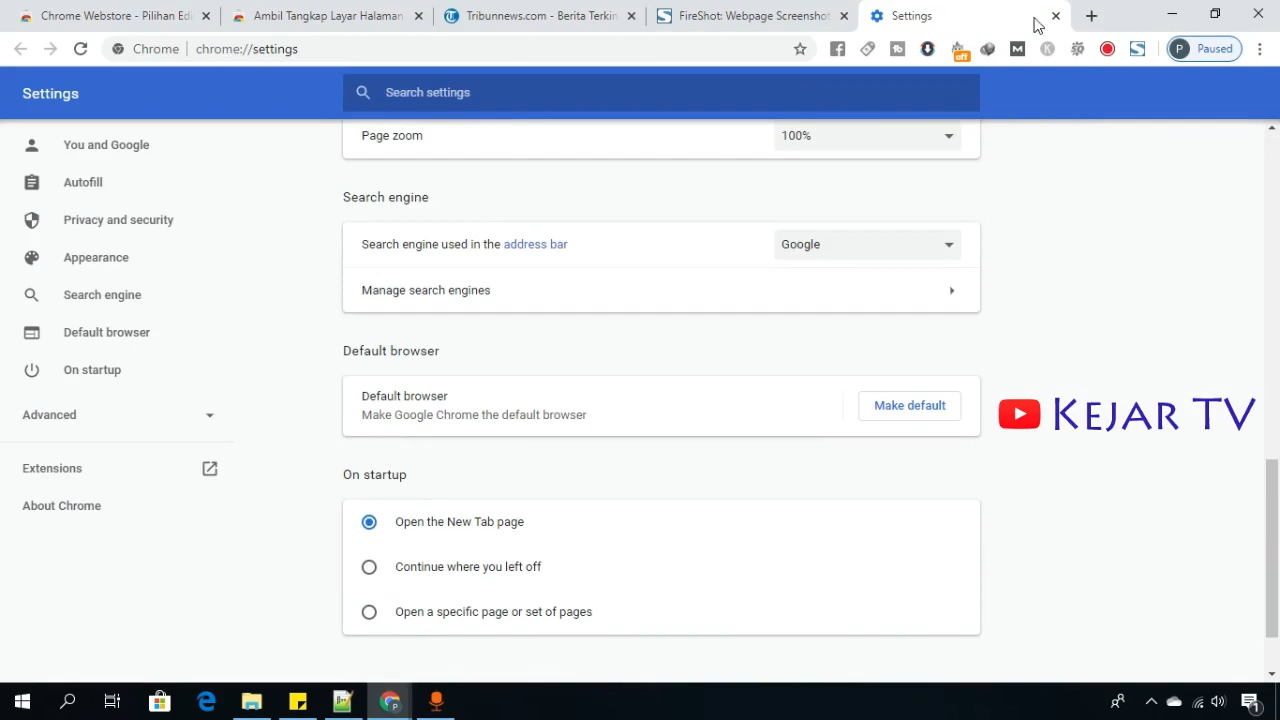 Chrome Webstore - Pilihan Edi
Ambil Tangkap Layar Halaman
Tribunnews.com - Berita Terkin
FireShot: Webpage Screenshot
Settings
Chrome
chrome://settings
off
P Paused
Settings
Search settings
You and Google
Autofill
Privacy and security
Appearance
Search engine
Default browser
On startup
Advanced
Extensions
About Chrome
Page zoom
100%
Search engine
Search engine used in the address bar
Google
Manage search engines
Default browser
Default browser
Make Google Chrome the default browser
Make default
KEJAR TV
On startup
Open the New Tab page
Continue where you left off
Open a specific page or set of pages
1